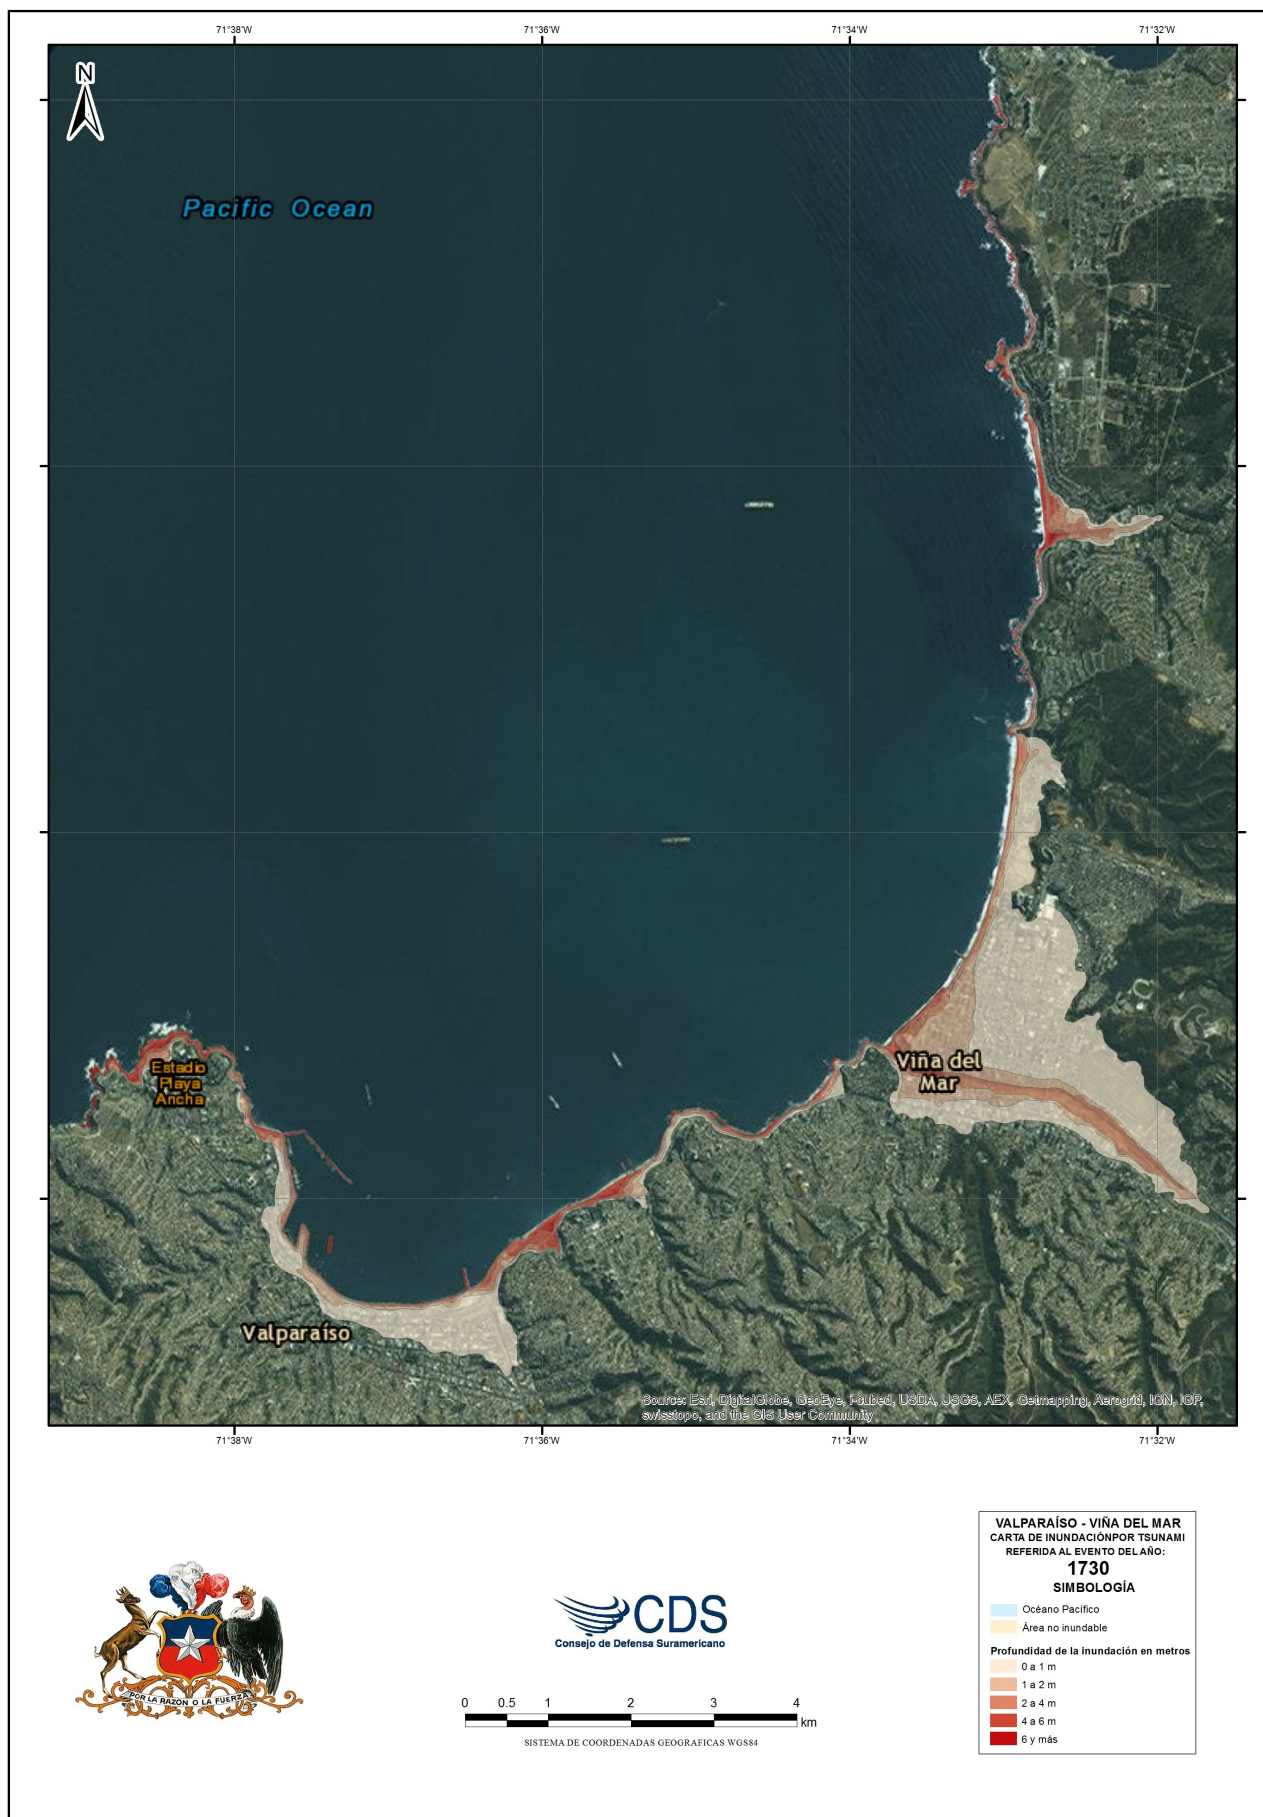 71°38'W
71°36'W
71°34'W
71°32'W
N
Pacific Ocean
Estadio
Playa
Ancha
Viña del
Mar
Valparaíso
Source: Esri, DigitalGlobe, GeoEye, i-cubed, USDA, USGS, AEX, Getmapping, Aerogrid, IGN, IGP,
swisstopo, and the GIS User Community
71°38'W
71°36'W
71°34'W
71°32'W
POR LA RAZON O LA FUERZA
CDS
Consejo de Defensa Suramericano
0 0.5 1 2 3 4
km
SISTEMA DE COORDENADAS GEOGRAFICAS WGS84
VALPARAÍSO - VIÑA DEL MAR
CARTA DE INUNDACIÓNPOR TSUNAMI
REFERIDA AL EVENTO DEL AÑO:
1730
SIMBOLOGÍA
Océano Pacífico
Área no inundable
Profundidad de la inundación en metros
0 a 1 m
1 a 2 m
2 a 4 m
4 a 6 m
6 y más